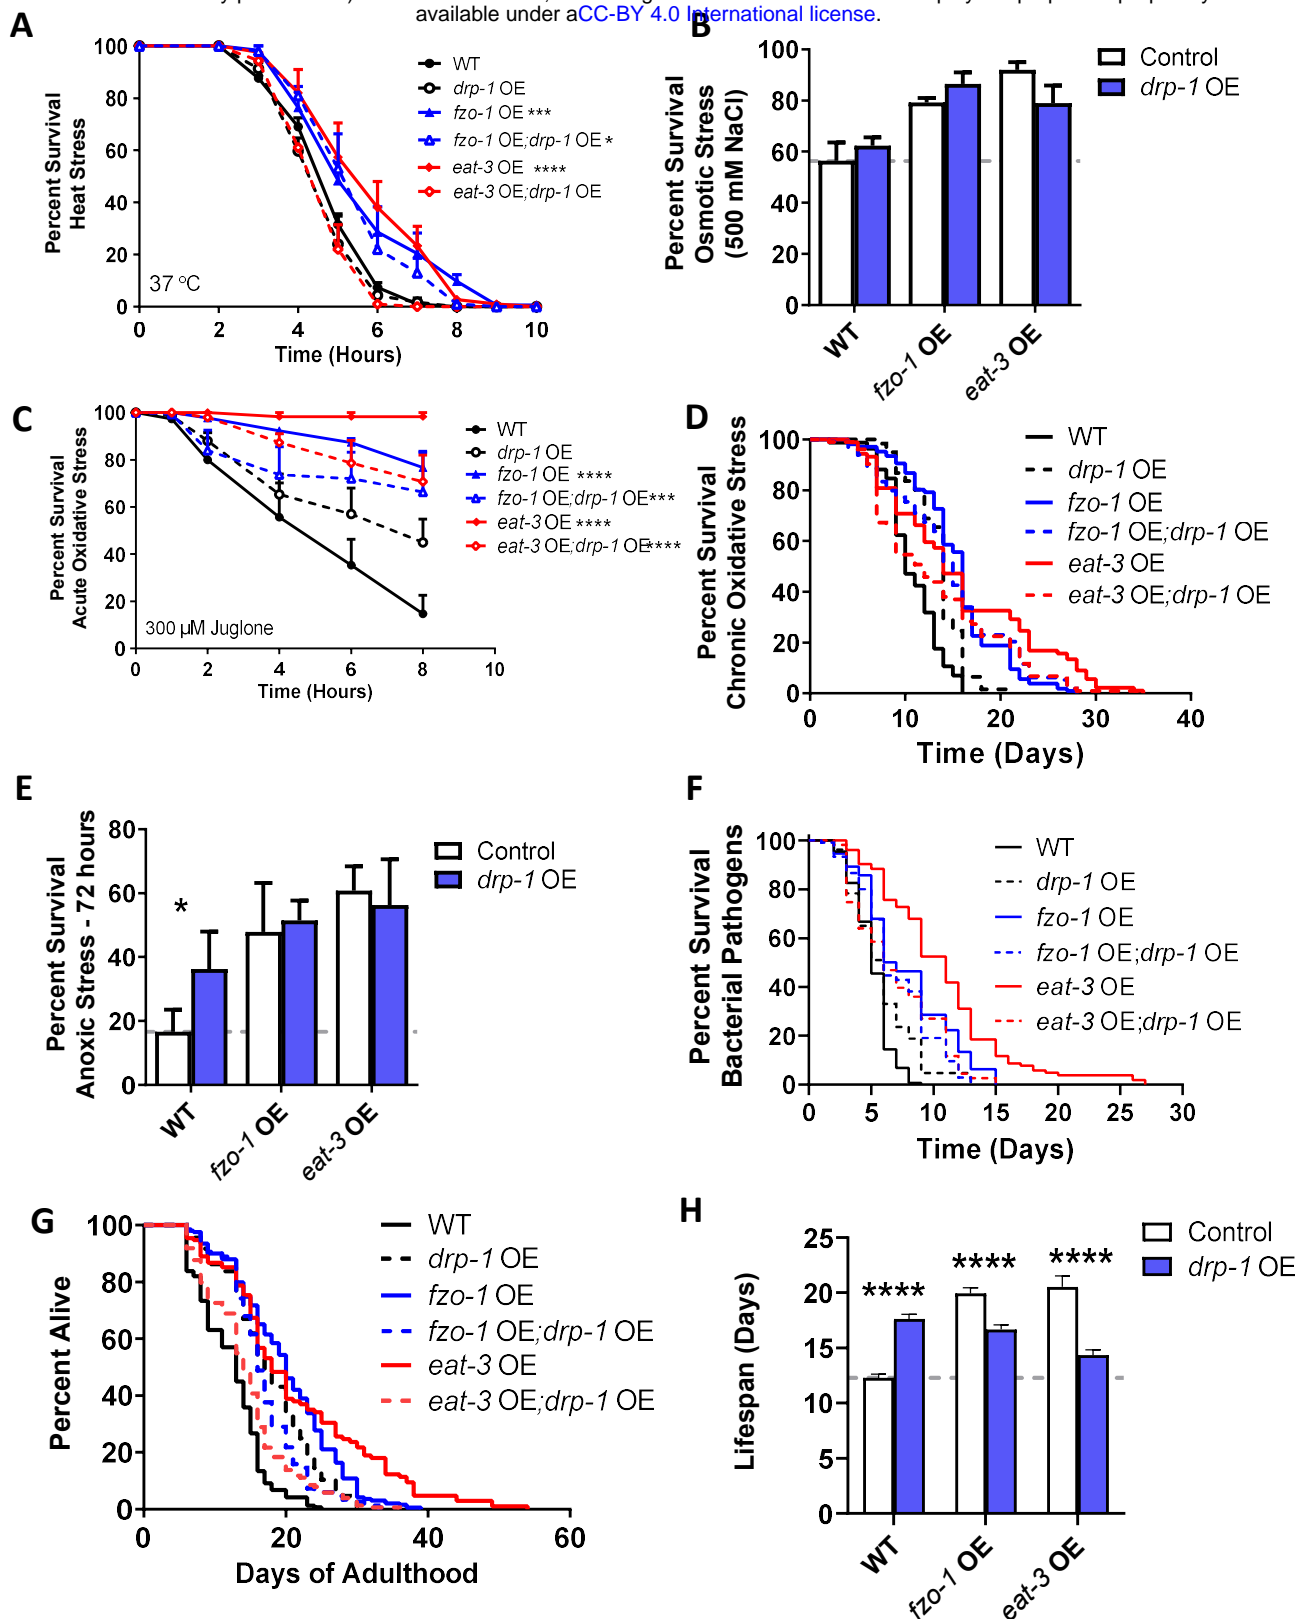 available under aCC-BY 4.0 International license.
A
Percent Survival
Heat Stress
100
80
60
40
20
0
37 °C
0 2 4 6 8 10
Time (Hours)
WT
drp-1 OE
fzo-1 OE ***
fzo-1 OE;drp-1 OE *
eat-3 OE ****
eat-3 OE;drp-1 OE
B
Percent Survival
Osmotic Stress
(500 mM NaCl)
100
80
60
40
20
0
WT
fzo-1 OE
eat-3 OE
Control
drp-1 OE
C
Percent Survival
Acute Oxidative Stress
100
80
60
40
20
0
300 µM Juglone
0 2 4 6 8 10
Time (Hours)
WT
drp-1 OE
fzo-1 OE ****
fzo-1 OE;drp-1 OE***
eat-3 OE ****
eat-3 OE;drp-1 OE****
D
Percent Survival
Chronic Oxidative Stress
100
80
60
40
20
0
0 10 20 30 40
Time (Days)
WT
drp-1 OE
fzo-1 OE
fzo-1 OE;drp-1 OE
eat-3 OE
eat-3 OE;drp-1 OE
E
Percent Survival
Anoxic Stress - 72 hours
80
60
40
20
0
*
WT
fzo-1 OE
eat-3 OE
Control
drp-1 OE
F
Percent Survival
Bacterial Pathogens
100
80
60
40
20
0
0 5 10 15 20 25 30
Time (Days)
WT
drp-1 OE
fzo-1 OE
fzo-1 OE;drp-1 OE
eat-3 OE
eat-3 OE;drp-1 OE
G
Percent Alive
100
80
60
40
20
0
0 20 40 60
Days of Adulthood
WT
drp-1 OE
fzo-1 OE
fzo-1 OE;drp-1 OE
eat-3 OE
eat-3 OE;drp-1 OE
H
Lifespan (Days)
25
20
15
10
5
0
**** **** ****
WT
fzo-1 OE
eat-3 OE
Control
drp-1 OE